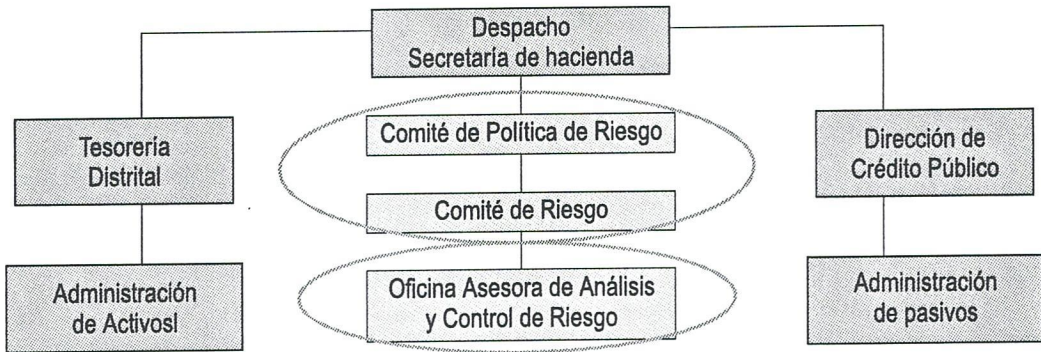 Despacho
Secretaría de hacienda
Tesorería
Distrital
Comité de Política de Riesgo
Dirección de
Crédito Público
Comité de Riesgo
Administración
de Activosl
Oficina Asesora de Análisis
y Control de Riesgo
Administración
de pasivos